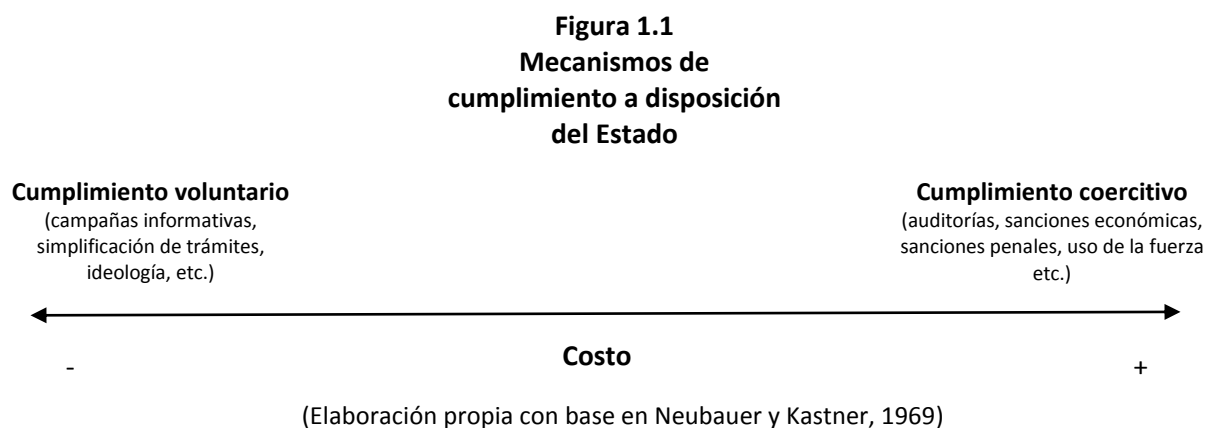 Figura 1.1
Mecanismos de
cumplimiento a disposición
del Estado
Cumplimiento voluntario
(campañas informativas,
simplificación de trámites,
ideología, etc.)
Cumplimiento coercitivo
(auditorías, sanciones económicas,
sanciones penales, uso de la fuerza
etc.)
Costo
-
+
(Elaboración propia con base en Neubauer y Kastner, 1969)